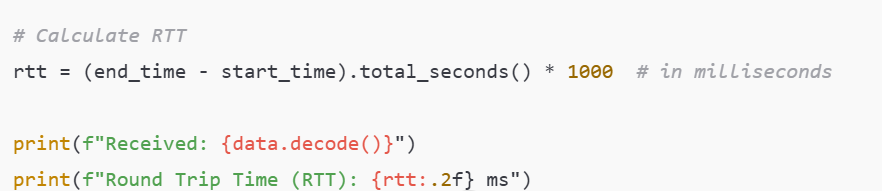 # Calculate RTT
rtt = (end_time - start_time).total_seconds() * 1000  # in milliseconds
print(f"Received: {data.decode()}")
print(f"Round Trip Time (RTT): {rtt:.2f} ms")